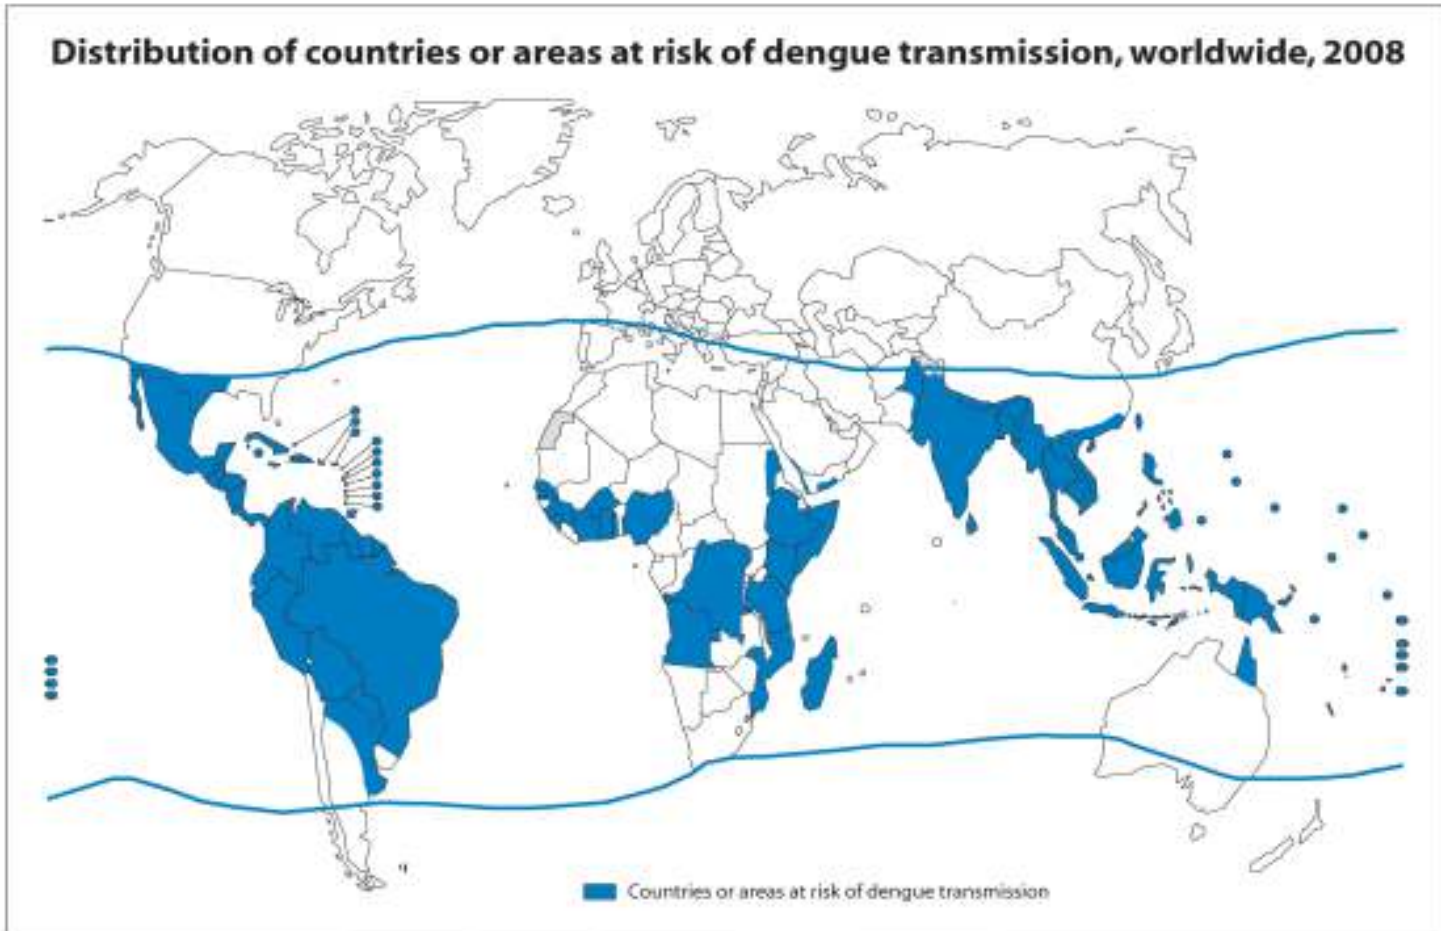 Distribution of countries or areas at risk of dengue transmission, worldwide, 2008
Countries or areas at risk of dengue transmission